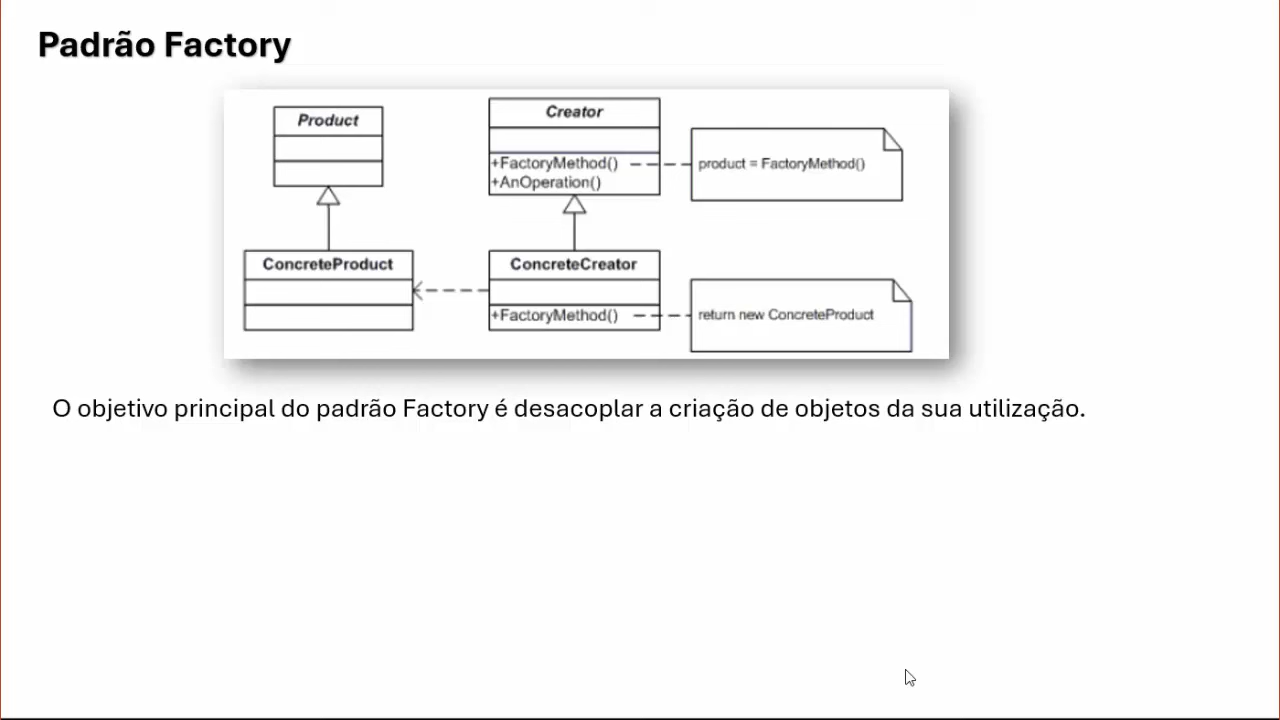 Padrão Factory
Product
Creator
+FactoryMethod()
+AnOperation()
product = FactoryMethod()
ConcreteProduct
ConcreteCreator
+FactoryMethod()
return new ConcreteProduct
O objetivo principal do padrão Factory é desacoplar a criação de objetos da sua utilização.